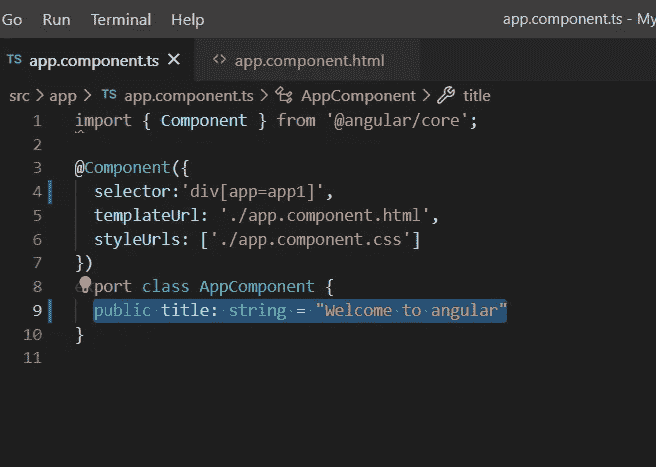 Go Run Terminal Help app.component.ts - My
TS app.component.ts × <> app.component.html
src > app > TS app.component.ts > AppComponent > title
1 import { Component } from '@angular/core';
2
3 @Component({
4 selector:'div[app=app1]',
5 templateUrl: './app.component.html',
6 styleUrls: ['./app.component.css']
7 })
8 port class AppComponent {
9 public title: string = "Welcome to angular"
10 }
11